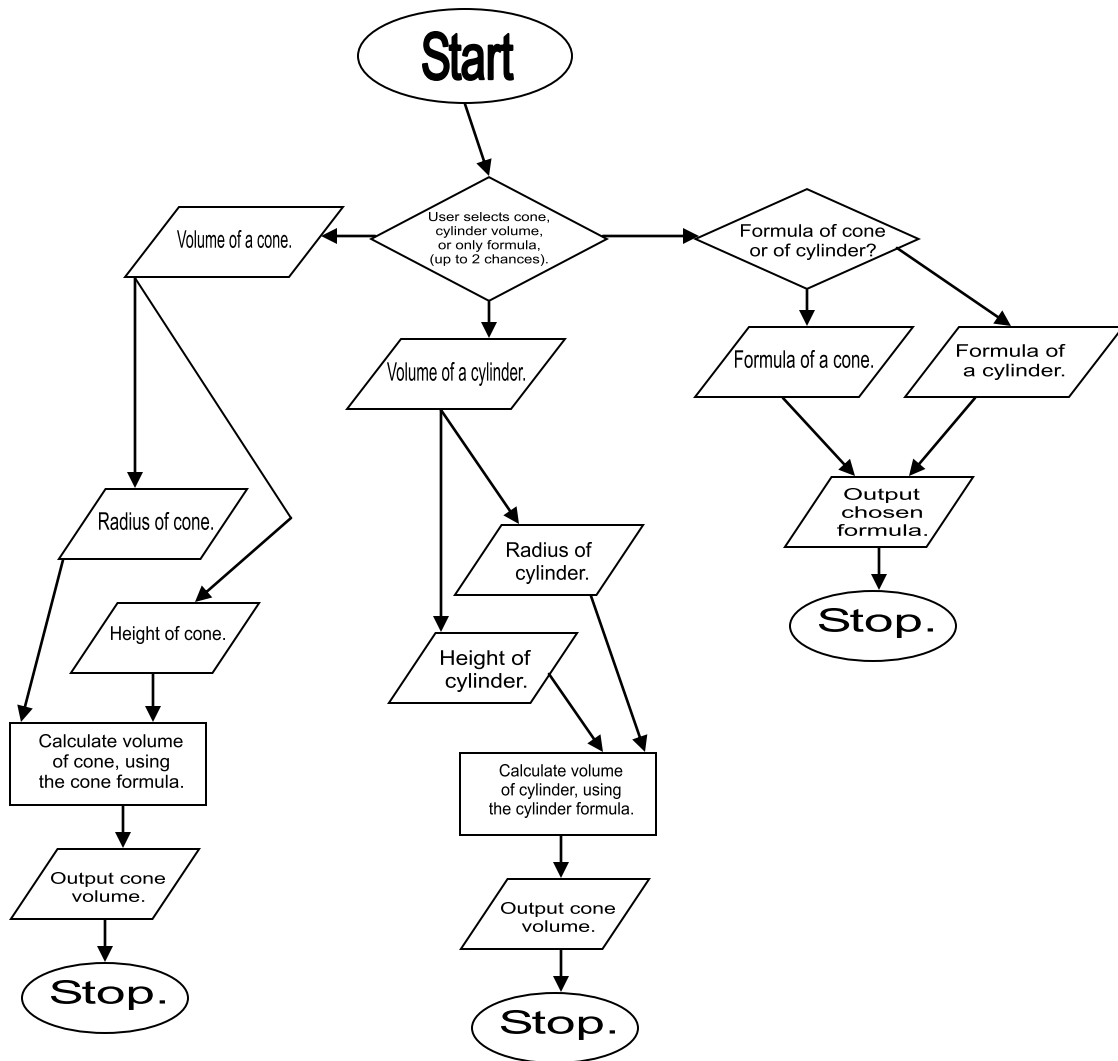 Start
User selects cone,
cylinder volume,
or only formula,
(up to 2 chances).
Volume of a cone.
Formula of cone
or of cylinder?
Volume of a cylinder.
Formula of a cone.
Formula of
a cylinder.
Radius of cone.
Output
chosen
formula.
Radius of
cylinder.
Stop.
Height of cone.
Height of
cylinder.
Calculate volume
of cone, using
the cone formula.
Calculate volume
of cylinder, using
the cylinder formula.
Output cone
volume.
Output cone
volume.
Stop.
Stop.